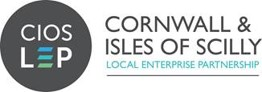 CIOS
LEP
CORNWALL &
ISLES OF SCILLY
LOCAL ENTERPRISE PARTNERSHIP